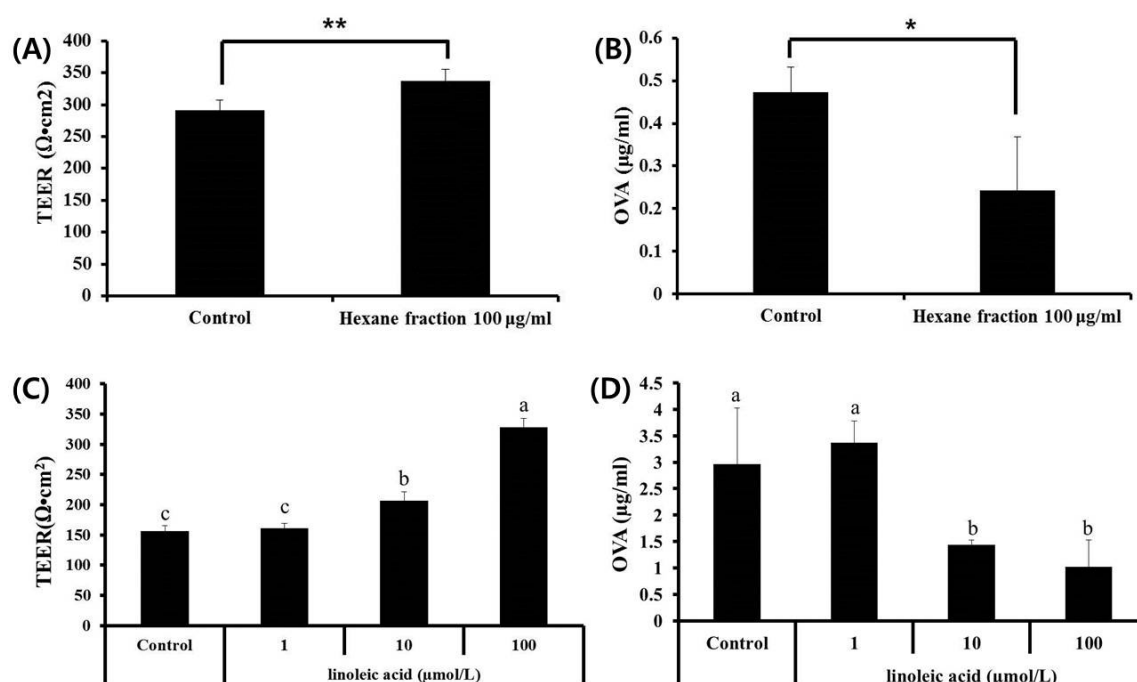 (A)
**
TEER (Ω•cm2)
400
350
300
250
200
150
100
50
0
Control
Hexane fraction 100 µg/ml
(B)
*
OVA (µg/ml)
0.6
0.5
0.4
0.3
0.2
0.1
0
Control
Hexane fraction 100 µg/ml
(C)
TEER(Ω•cm²)
400
350
300
250
200
150
100
50
0
c
c
b
a
Control
1
10
100
linoleic acid (µmol/L)
(D)
OVA (µg/ml)
4.5
4
3.5
3
2.5
2
1.5
1
0.5
0
a
a
b
b
Control
1
10
100
linoleic acid (µmol/L)